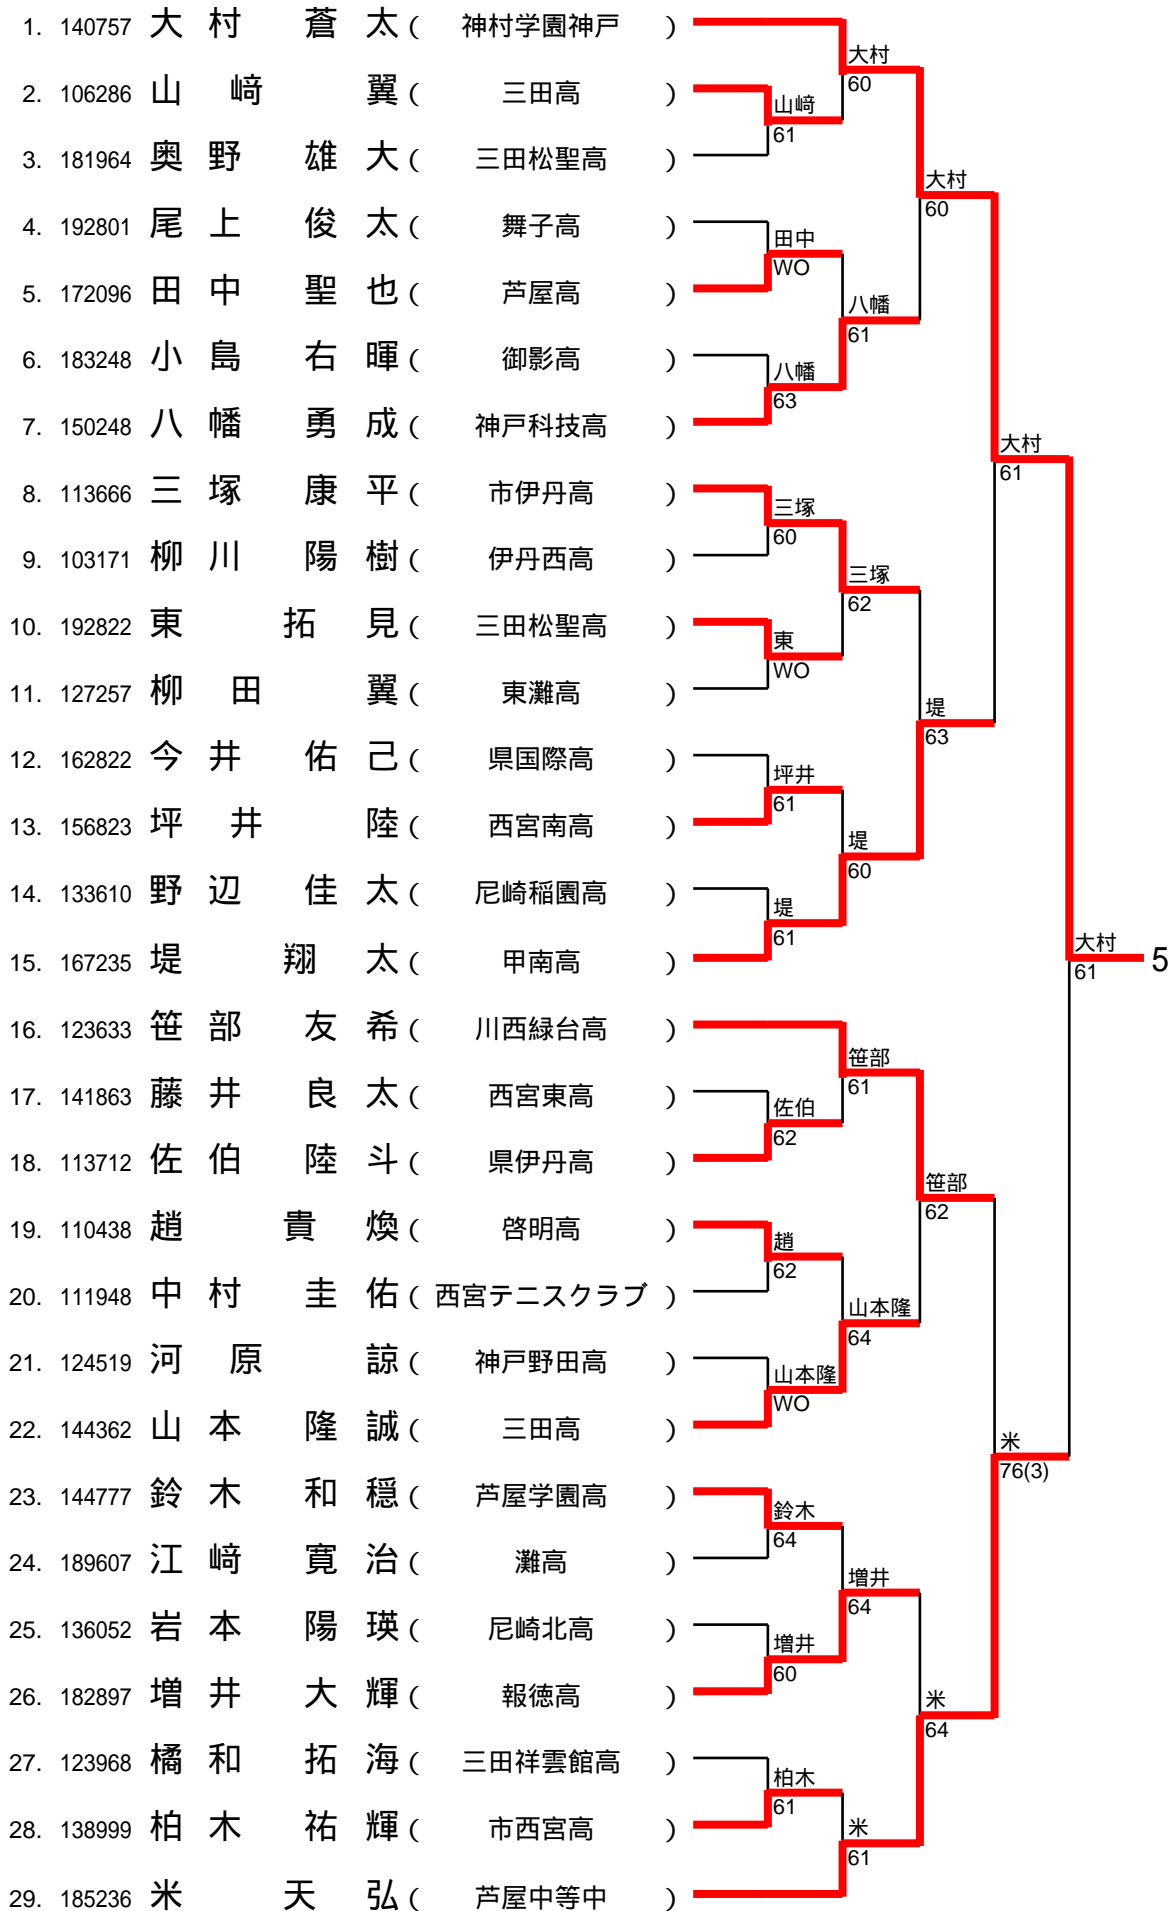 1. 140757 大村 蒼太 ( 神村学園神戸 )
大村
60
2. 106286 山﨑 翼 ( 三田高 )
山﨑
61
3. 181964 奥野 雄大 ( 三田松聖高 )
大村
60
4. 192801 尾上 俊太 ( 舞子高 )
田中
WO
5. 172096 田中 聖也 ( 芦屋高 )
八幡
61
6. 183248 小島 右暉 ( 御影高 )
八幡
63
7. 150248 八幡 勇成 ( 神戸科技高 )
大村
61
8. 113666 三塚 康平 ( 市伊丹高 )
三塚
60
9. 103171 柳川 陽樹 ( 伊丹西高 )
三塚
62
10. 192822 東 拓見 ( 三田松聖高 )
東
WO
11. 127257 柳田 翼 ( 東灘高 )
堤
63
12. 162822 今井 佑己 ( 県国際高 )
坪井
61
13. 156823 坪井 陸 ( 西宮南高 )
堤
60
14. 133610 野辺 佳太 ( 尼崎稲園高 )
堤
61
15. 167235 堤 翔太 ( 甲南高 )
大村
61
5
16. 123633 笹部 友希 ( 川西緑台高 )
笹部
61
17. 141863 藤井 良太 ( 西宮東高 )
佐伯
62
18. 113712 佐伯 陸斗 ( 県伊丹高 )
笹部
62
19. 110438 趙 貴煥 ( 啓明高 )
趙
62
20. 111948 中村 圭佑 ( 西宮テニスクラブ )
山本隆
64
21. 124519 河原 諒 ( 神戸野田高 )
山本隆
WO
22. 144362 山本 隆誠 ( 三田高 )
米
76(3)
23. 144777 鈴木 和穏 ( 芦屋学園高 )
鈴木
64
24. 189607 江﨑 寛治 ( 灘高 )
増井
64
25. 136052 岩本 陽瑛 ( 尼崎北高 )
増井
60
26. 182897 増井 大輝 ( 報徳高 )
米
64
27. 123968 橘和 拓海 ( 三田祥雲館高 )
柏木
61
28. 138999 柏木 祐輝 ( 市西宮高 )
米
61
29. 185236 米 天弘 ( 芦屋中等中 )